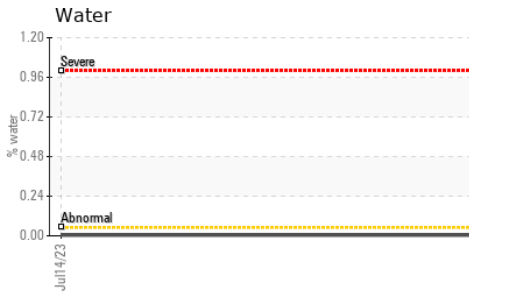 Water
1.20
Severe
0.96
0.72
% water
0.48
0.24
Abnormal
0.00
Jul14/23